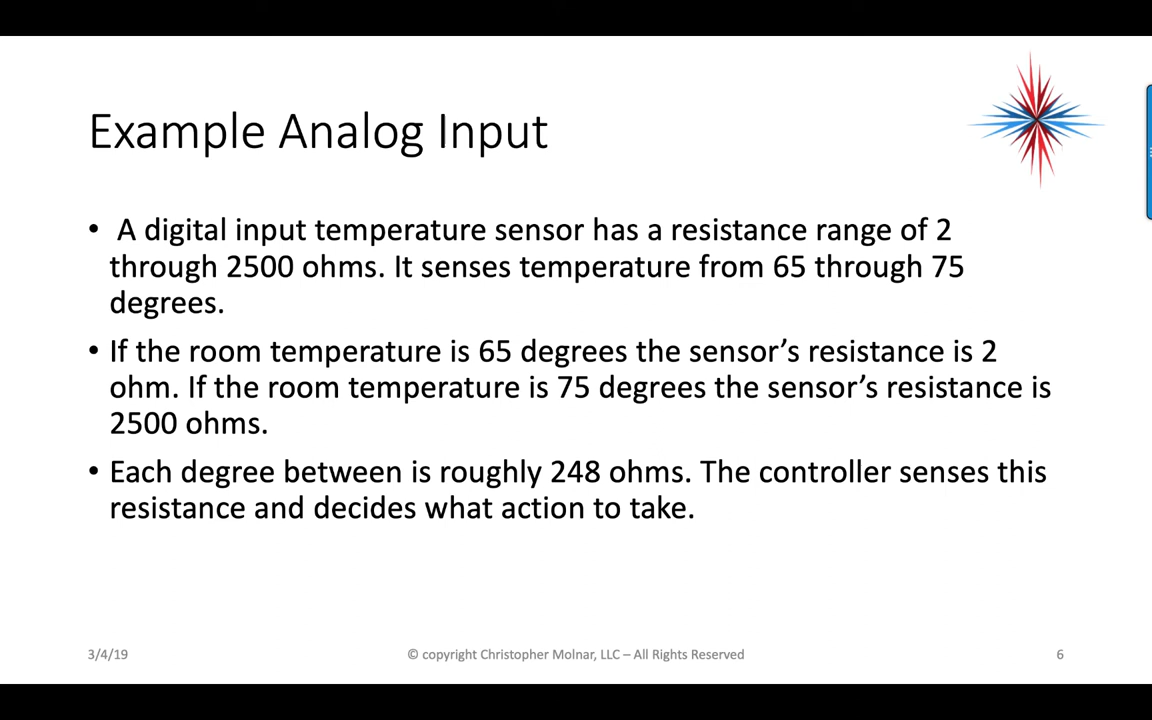 Example Analog Input
• A digital input temperature sensor has a resistance range of 2
through 2500 ohms. It senses temperature from 65 through 75
degrees.
• If the room temperature is 65 degrees the sensor’s resistance is 2
ohm. If the room temperature is 75 degrees the sensor’s resistance is
2500 ohms.
• Each degree between is roughly 248 ohms. The controller senses this
resistance and decides what action to take.
3/4/19
© copyright Christopher Molnar, LLC – All Rights Reserved
6